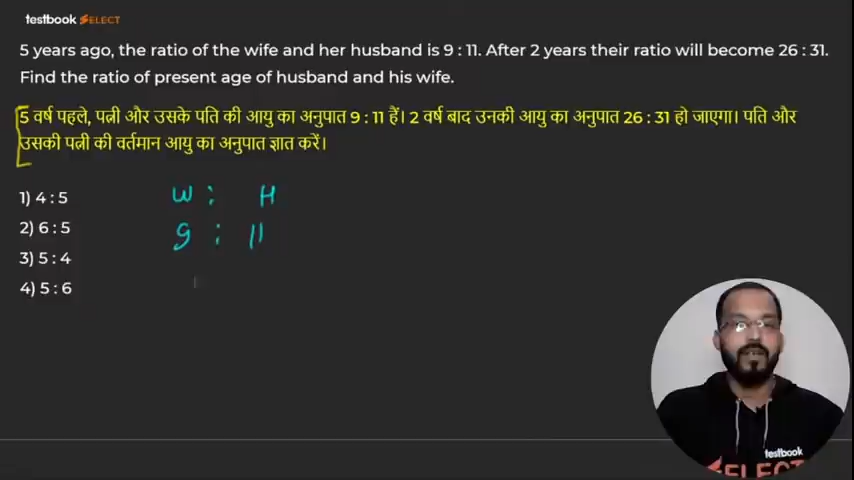 testbook SELECT
5 years ago, the ratio of the wife and her husband is 9 : 11. After 2 years their ratio will become 26 : 31.
Find the ratio of present age of husband and his wife.
5 वर्ष पहले, पत्नी और उसके पति की आयु का अनुपात 9 : 11 हैं। 2 वर्ष बाद उनकी आयु का अनुपात 26 : 31 हो जाएगा। पति और
उसकी पत्नी की वर्तमान आयु का अनुपात ज्ञात करें।
1) 4 : 5
2) 6 : 5
3) 5 : 4
4) 5 : 6
W : H
9 : 11
testbook
SELECT